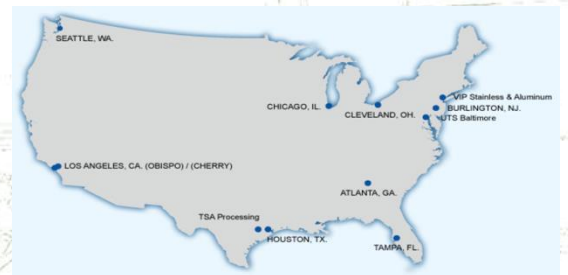 SEATTLE, WA.
CHICAGO, IL.
CLEVELAND, OH.
VIP Stainless & Aluminum
BURLINGTON, NJ.
UTS Baltimore
LOS ANGELES, CA. (OBISPO) / (CHERRY)
ATLANTA, GA.
TSA Processing
HOUSTON, TX.
TAMPA, FL.